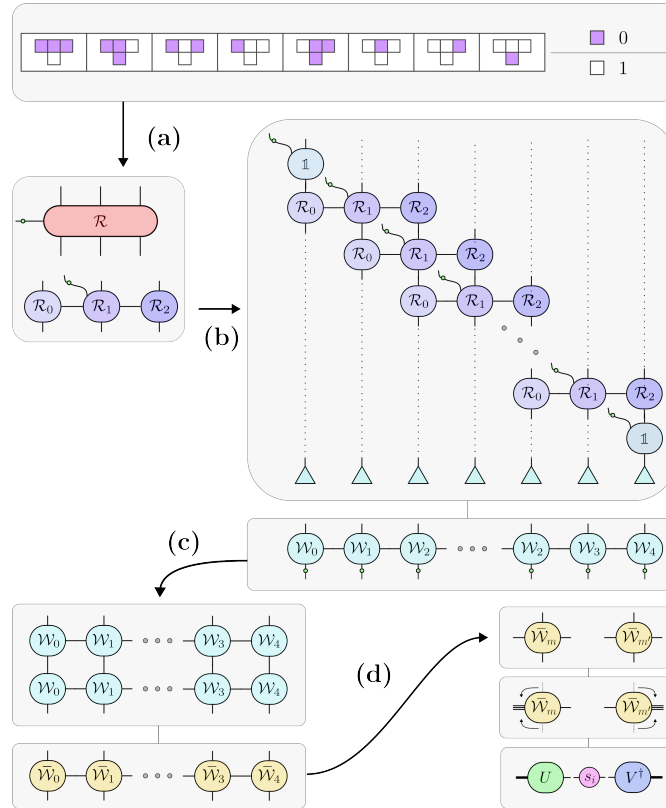 0
1
(a)
𝟙
ℛ
ℛ₀ ℛ₁ ℛ₂
ℛ₀ ℛ₁ ℛ₂
ℛ₀ ℛ₁ ℛ₂
(b)
ℛ₀ ℛ₁ ℛ₂
ℛ₀ ℛ₁ ℛ₂
𝟙
(c)
𝒲₀ 𝒲₁ 𝒲₂ 𝒲₂ 𝒲₃ 𝒲₄
𝒲₀ 𝒲₁ 𝒲₃ 𝒲₄
𝒲₀ 𝒲₁ 𝒲₃ 𝒲₄
(d)
𝒲̄ₘ 𝒲̄ₘ′
𝒲̄ₘ 𝒲̄ₘ′
𝒲̄₀ 𝒲̄₁ 𝒲̄₃ 𝒲̄₄
U sᵢ V†